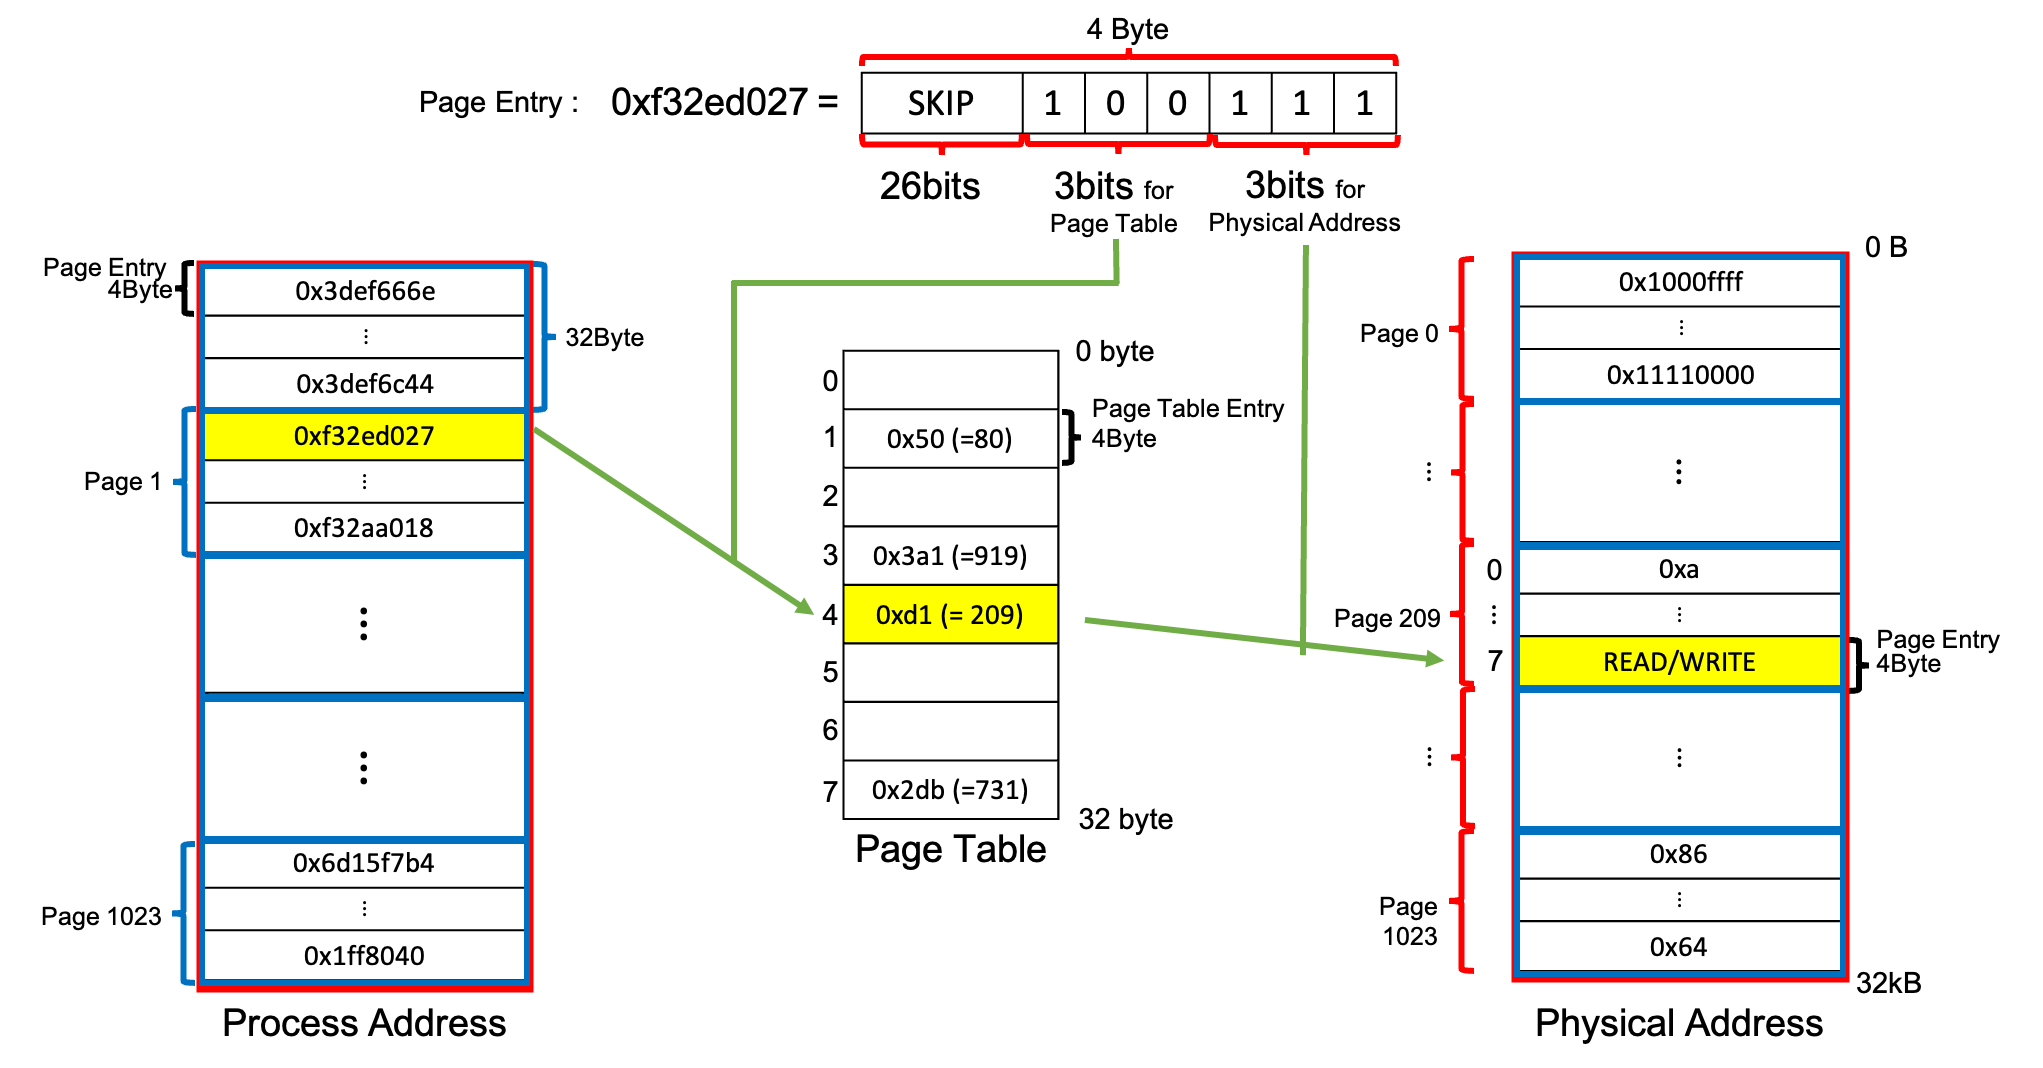 4 Byte
Page Entry : 0xf32ed027 = SKIP 1 0 0 1 1 1
26bits
3bits for
Page Table
3bits for
Physical Address
Page Entry
4Byte
0x3def666e
⋮
0x3def6c44
32Byte
Page 1
0xf32ed027
⋮
0xf32aa018
⋮
⋮
Page 1023
0x6d15f7b4
⋮
0x1ff8040
Process Address
0 byte
0
1 0x50 (=80)
Page Table Entry
4Byte
2
3 0x3a1 (=919)
4 0xd1 (= 209)
5
6
7 0x2db (=731)
32 byte
Page Table
0 B
Page 0
0x1000ffff
⋮
0x11110000
⋮ ⋮
Page 209
0 0xa
⋮ ⋮
7 READ/WRITE
Page Entry
4Byte
⋮ ⋮
Page
1023
0x86
⋮
0x64
32kB
Physical Address